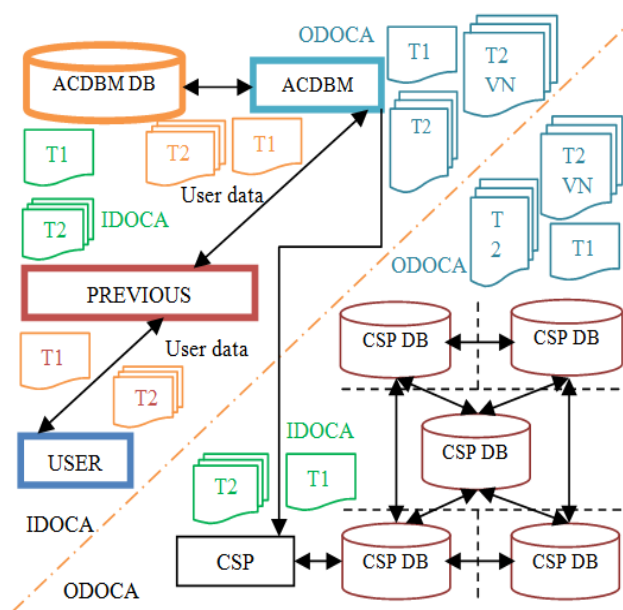 ODOCA
T1
T2
VN
ACDBM DB
ACDBM
T2
T1
T2
T1
T2
VN
User data
T2
IDOCA
T
2
T1
ODOCA
PREVIOUS
CSP DB
CSP DB
T1
User data
T2
IDOCA
CSP DB
USER
T2
T1
IDOCA
CSP
CSP DB
CSP DB
ODOCA